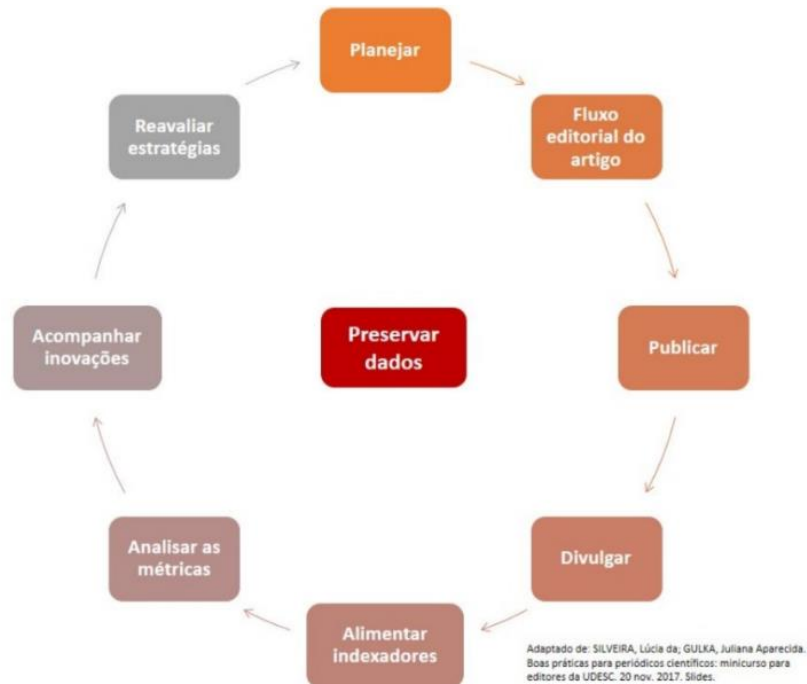 Planejar
Fluxo
editorial do
artigo
Publicar
Divulgar
Alimentar
indexadores
Analisar as
métricas
Acompanhar
inovações
Reavaliar
estratégias
Preservar
dados
Adaptado de: SILVEIRA, Lúcia da; GULKA, Juliana Aparecida.
Boas práticas para periódicos científicos: minicurso para
editores da UDESC. 20 nov. 2017. Slides.